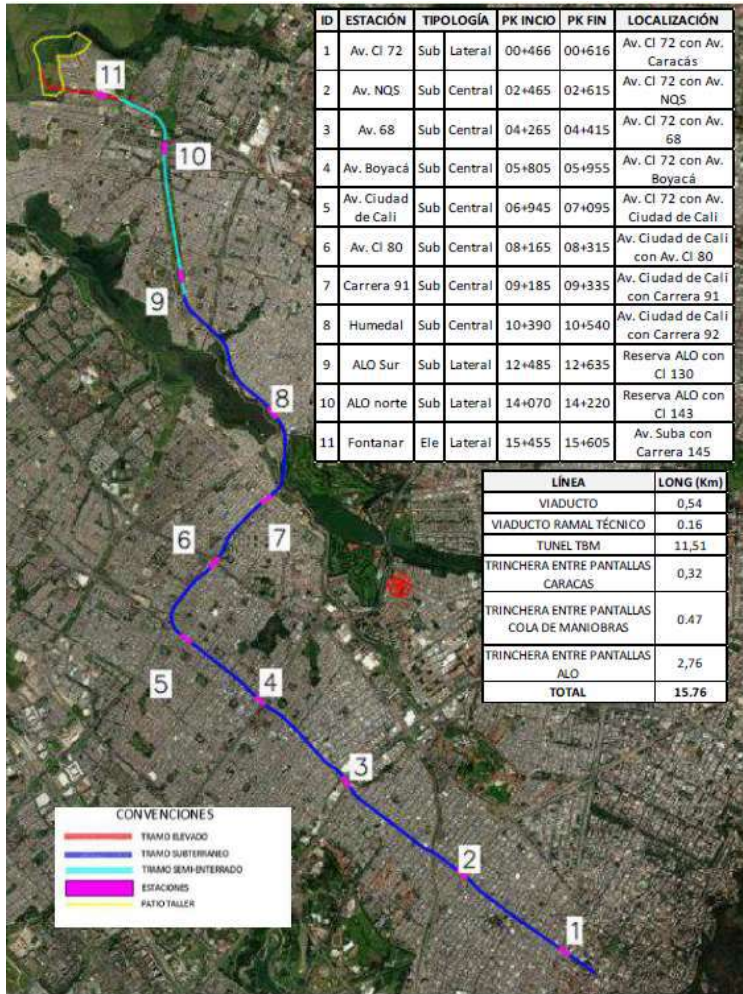 ID ESTACIÓN TIPOLOGÍA PK INCIO PK FIN LOCALIZACIÓN
1 Av. Cl 72 Sub Lateral 00+466 00+616 Av. Cl 72 con Av. Caracás
2 Av. NQS Sub Central 02+465 02+615 Av. Cl 72 con Av. NQS
3 Av. 68 Sub Central 04+265 04+415 Av. Cl 72 con Av. 68
4 Av. Boyacá Sub Central 05+805 05+955 Av. Cl 72 con Av. Boyacá
5 Av. Ciudad de Cali Sub Central 06+945 07+095 Av. Cl 72 con Av. Ciudad de Cali
6 Av. Cl 80 Sub Central 08+165 08+315 Av. Ciudad de Cali con Av. Cl 80
7 Carrera 91 Sub Central 09+185 09+335 Av. Ciudad de Cali con Carrera 91
8 Humedal Sub Central 10+390 10+540 Av. Ciudad de Cali con Carrera 92
9 ALO Sur Sub Lateral 12+485 12+635 Reserva ALO con Cl 130
10 ALO norte Sub Lateral 14+070 14+220 Reserva ALO con Cl 143
11 Fontanar Ele Lateral 15+455 15+605 Av. Suba con Carrera 145
LÍNEA LONG (Km)
VIADUCTO 0,54
VIADUCTO RAMAL TÉCNICO 0.16
TUNEL TBM 11,51
TRINCHERA ENTRE PANTALLAS CARACAS 0,32
TRINCHERA ENTRE PANTALLAS COLA DE MANIOBRAS 0.47
TRINCHERA ENTRE PANTALLAS ALO 2,76
TOTAL 15.76
11
10
9
8
7
6
5
4
3
2
1
CONVENCIONES
TRAMO ELEVADO
TRAMO SUBTERRANEO
TRAMO SEMI-ENTERRADO
ESTACIONES
PATIO TALLER